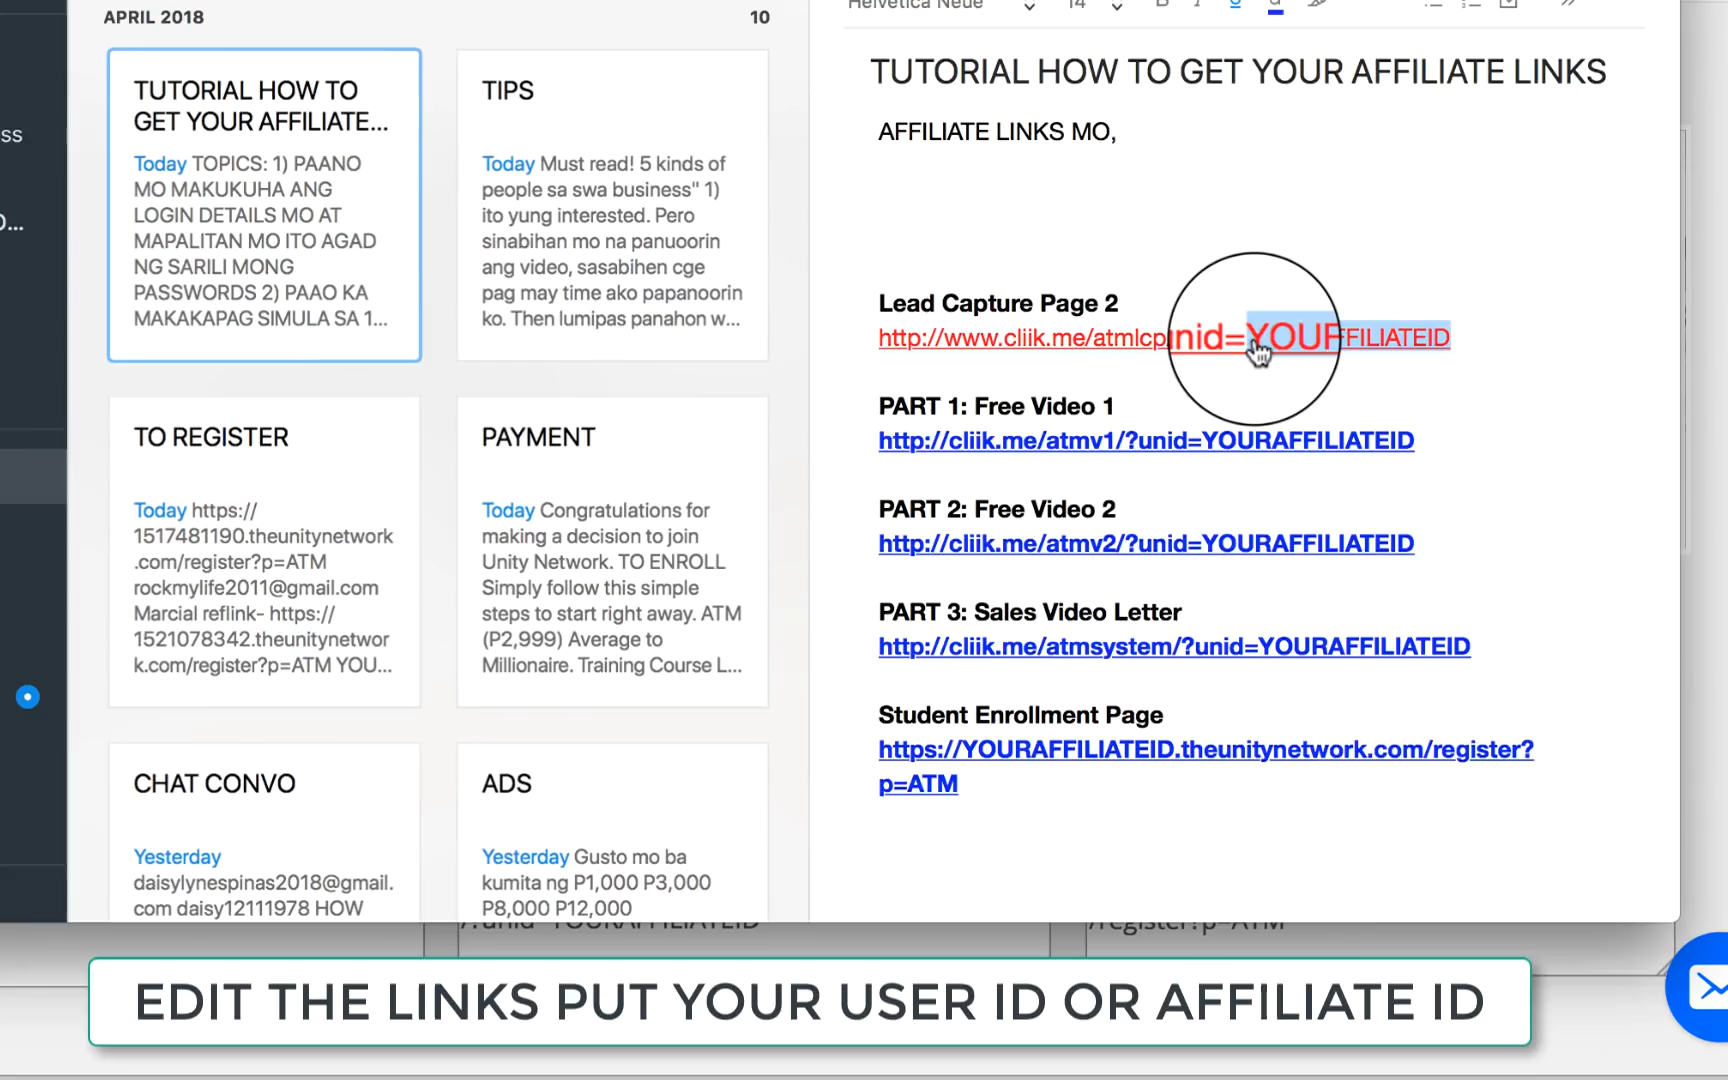 APRIL 2018
10
TUTORIAL HOW TO
GET YOUR AFFILIATE...
Today TOPICS: 1) PAANO
MO MAKUKUHA ANG
LOGIN DETAILS MO AT
MAPALITAN MO ITO AGAD
NG SARILI MONG
PASSWORDS 2) PAAO KA
MAKAKAPAG SIMULA SA 1...
TIPS
Today Must read! 5 kinds of
people sa swa business" 1)
ito yung interested. Pero
sinabihan mo na panuoorin
ang video, sasabihen cge
pag may time ako papanoorin
ko. Then lumipas panahon w...
TO REGISTER
Today https://
1517481190.theunitynetwork
.com/register?p=ATM
rockmylife2011@gmail.com
Marcial reflink- https://
1521078342.theunitynetwor
k.com/register?p=ATM YOU...
PAYMENT
Today Congratulations for
making a decision to join
Unity Network. TO ENROLL
Simply follow this simple
steps to start right away. ATM
(P2,999) Average to
Millionaire. Training Course L...
CHAT CONVO
Yesterday
daisylynespinas2018@gmail.
com daisy12111978 HOW
ADS
Yesterday Gusto mo ba
kumita ng P1,000 P3,000
P8,000 P12,000
ss
O...
Helvetica Neue
14
TUTORIAL HOW TO GET YOUR AFFILIATE LINKS
AFFILIATE LINKS MO,
Lead Capture Page 2
http://www.cliik.me/atmlcp nid=YOUR FFILIATEID
PART 1: Free Video 1
http://cliik.me/atmv1/?unid=YOURAFFILIATEID
PART 2: Free Video 2
http://cliik.me/atmv2/?unid=YOURAFFILIATEID
PART 3: Sales Video Letter
http://cliik.me/atmsystem/?unid=YOURAFFILIATEID
Student Enrollment Page
https://YOURAFFILIATEID.theunitynetwork.com/register?
p=ATM
/?unid=YOURAFFILIATEID
/register?p=ATM
EDIT THE LINKS PUT YOUR USER ID OR AFFILIATE ID